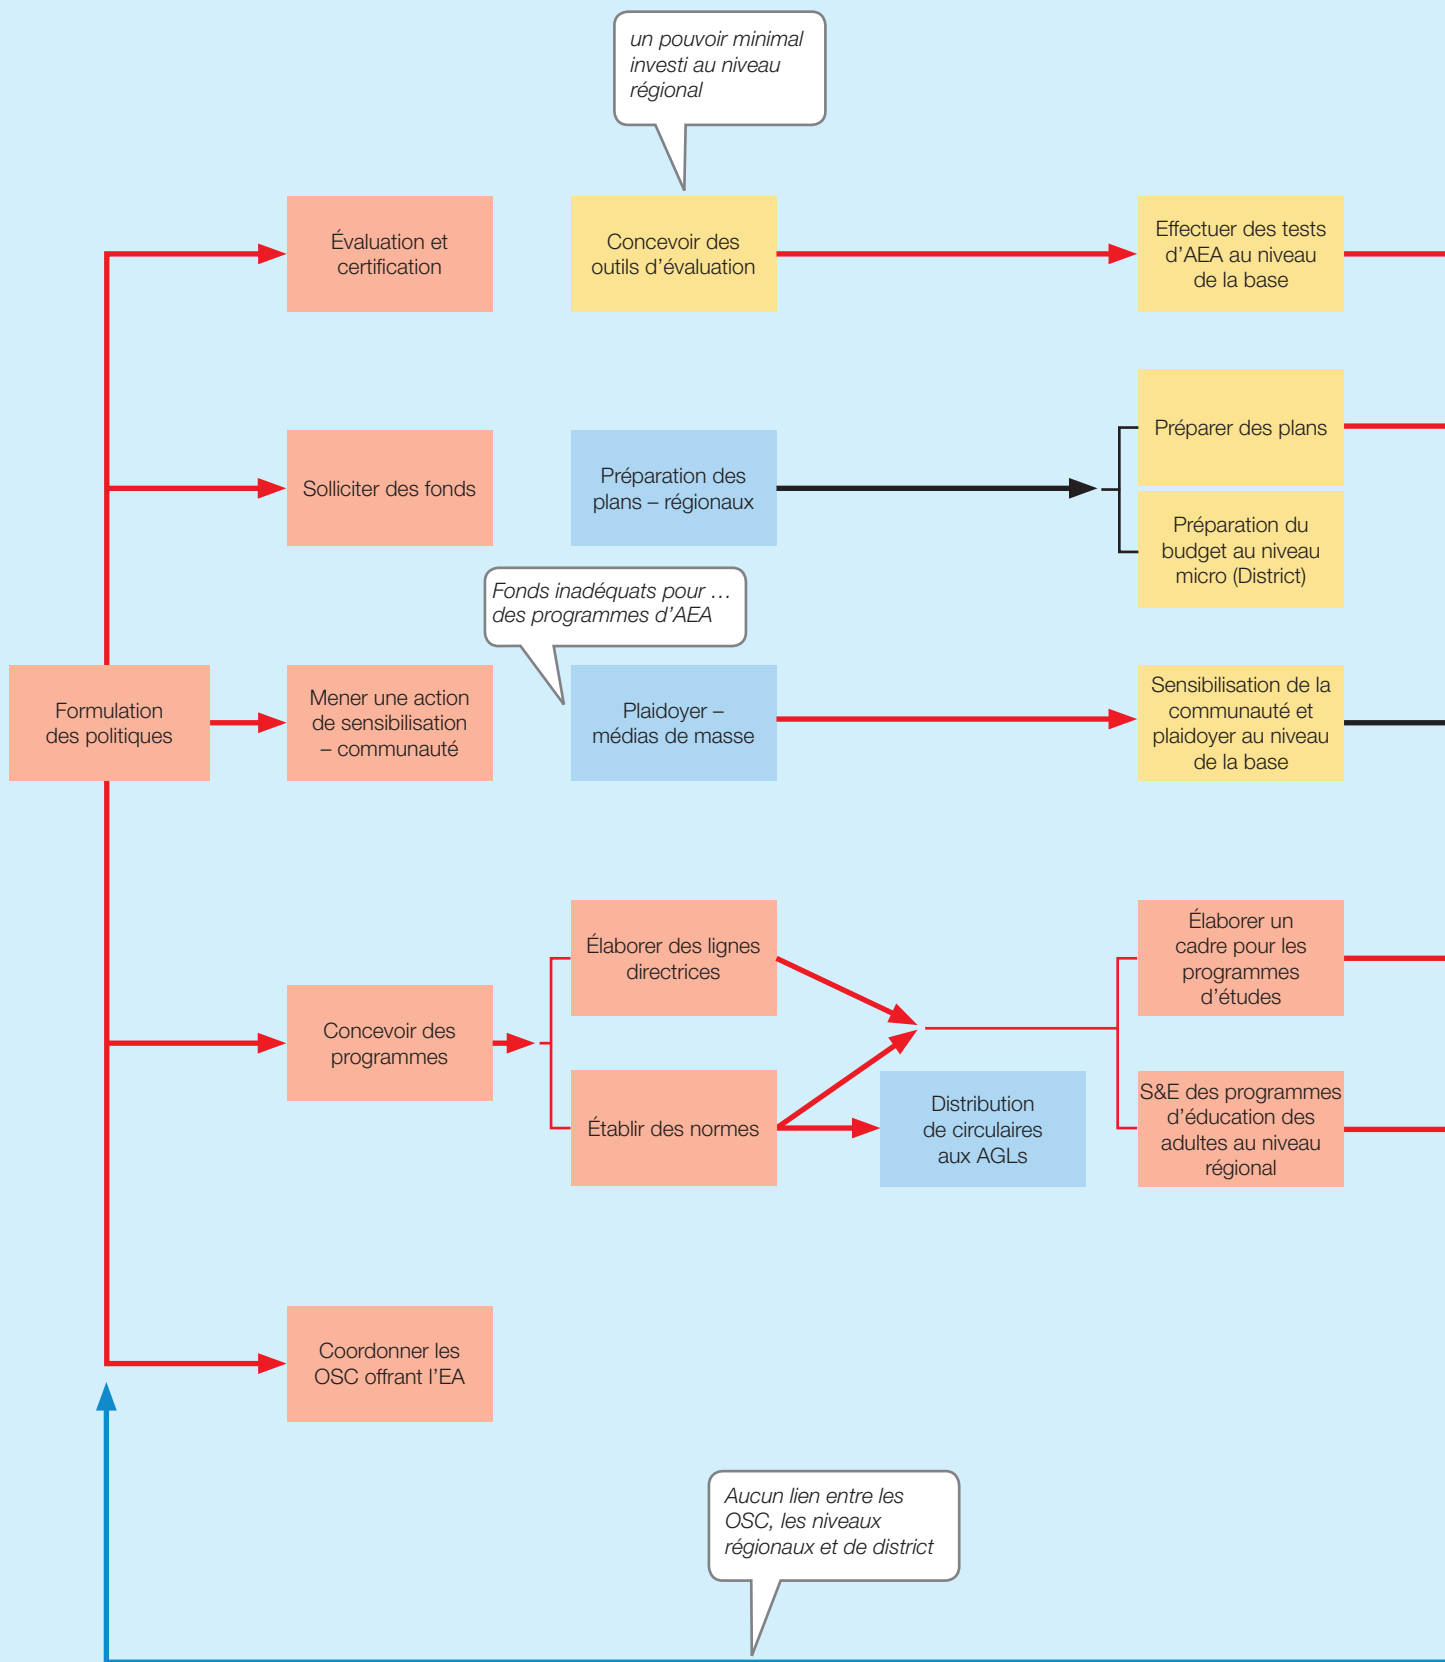 un pouvoir minimal
investi au niveau
régional
Évaluation et
certification
Concevoir des
outils d’évaluation
Effectuer des tests
d’AEA au niveau
de la base
Solliciter des fonds
Préparation des
plans – régionaux
Préparer des plans
Préparation du
budget au niveau
micro (District)
Fonds inadéquats pour …
des programmes d’AEA
Formulation
des politiques
Mener une action
de sensibilisation
– communauté
Plaidoyer –
médias de masse
Sensibilisation de la
communauté et
plaidoyer au niveau
de la base
Concevoir des
programmes
Élaborer des lignes
directrices
Établir des normes
Distribution
de circulaires
aux AGLs
Élaborer un
cadre pour les
programmes
d’études
S&E des programmes
d’éducation des
adultes au niveau
régional
Coordonner les
OSC offrant l’EA
Aucun lien entre les
OSC, les niveaux
régionaux et de district